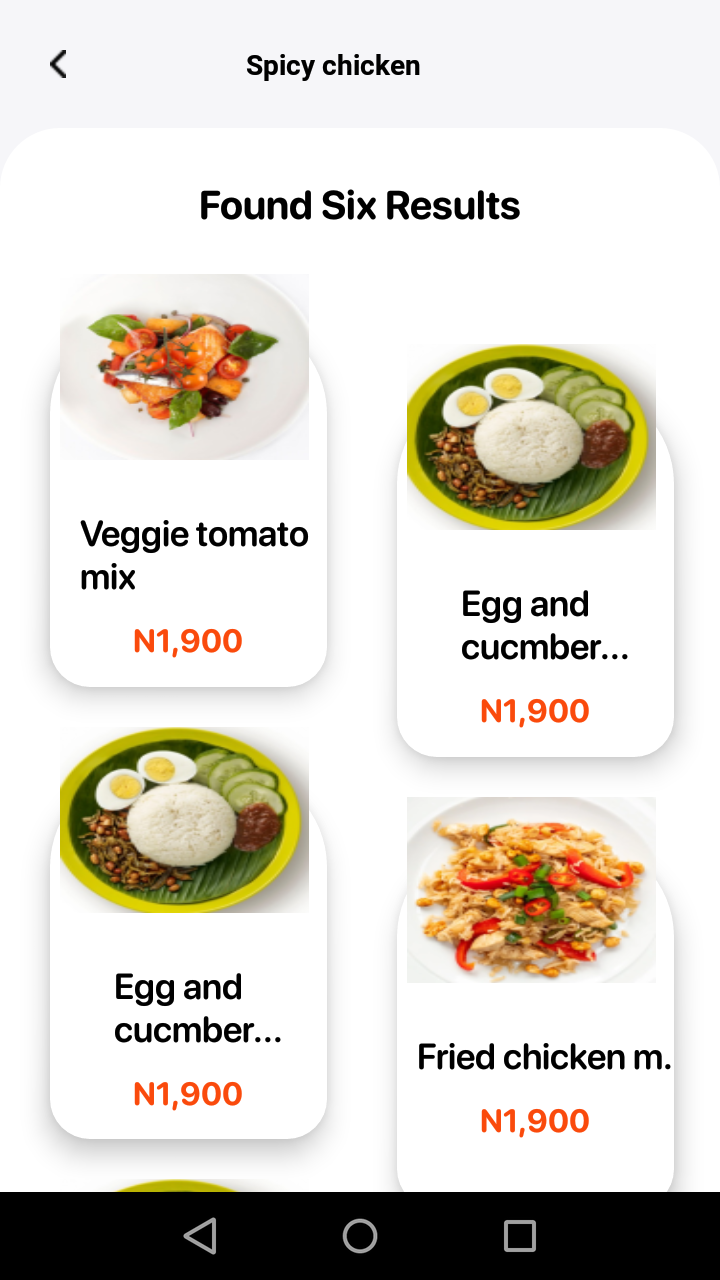 Spicy chicken
Found Six Results
Veggie tomato
mix
N1,900
Egg and
cucmber...
N1,900
Egg and
cucmber...
N1,900
Fried chicken m.
N1,900